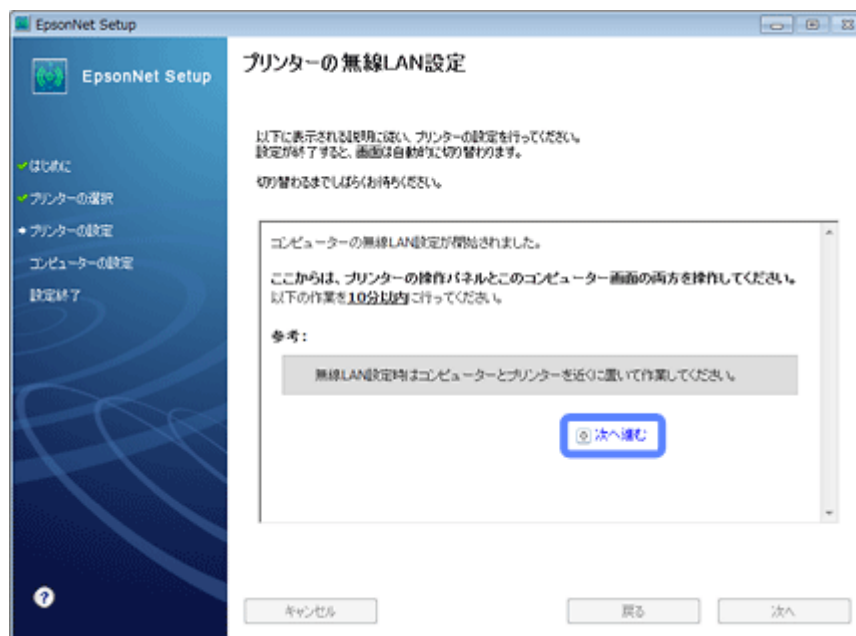 EpsonNet Setup
EpsonNet Setup
はじめに
プリンターの選択
プリンターの設定
コンピューターの設定
設定終了
プリンターの無線LAN設定
以下に表示される説明に従い、プリンターの設定を行ってください。
設定が終了すると、画面は自動的に切り替わります。
切り替わるまでしばらくお待ちください。
コンピューターの無線LAN設定が開始されました。
ここからは、プリンターの操作パネルとこのコンピューター画面の両方を操作してください。
以下の作業を10分以内に行ってください。
参考:
無線LAN設定時はコンピューターとプリンターを近くに置いて作業してください。
次へ進む
?
キャンセル
戻る
次へ